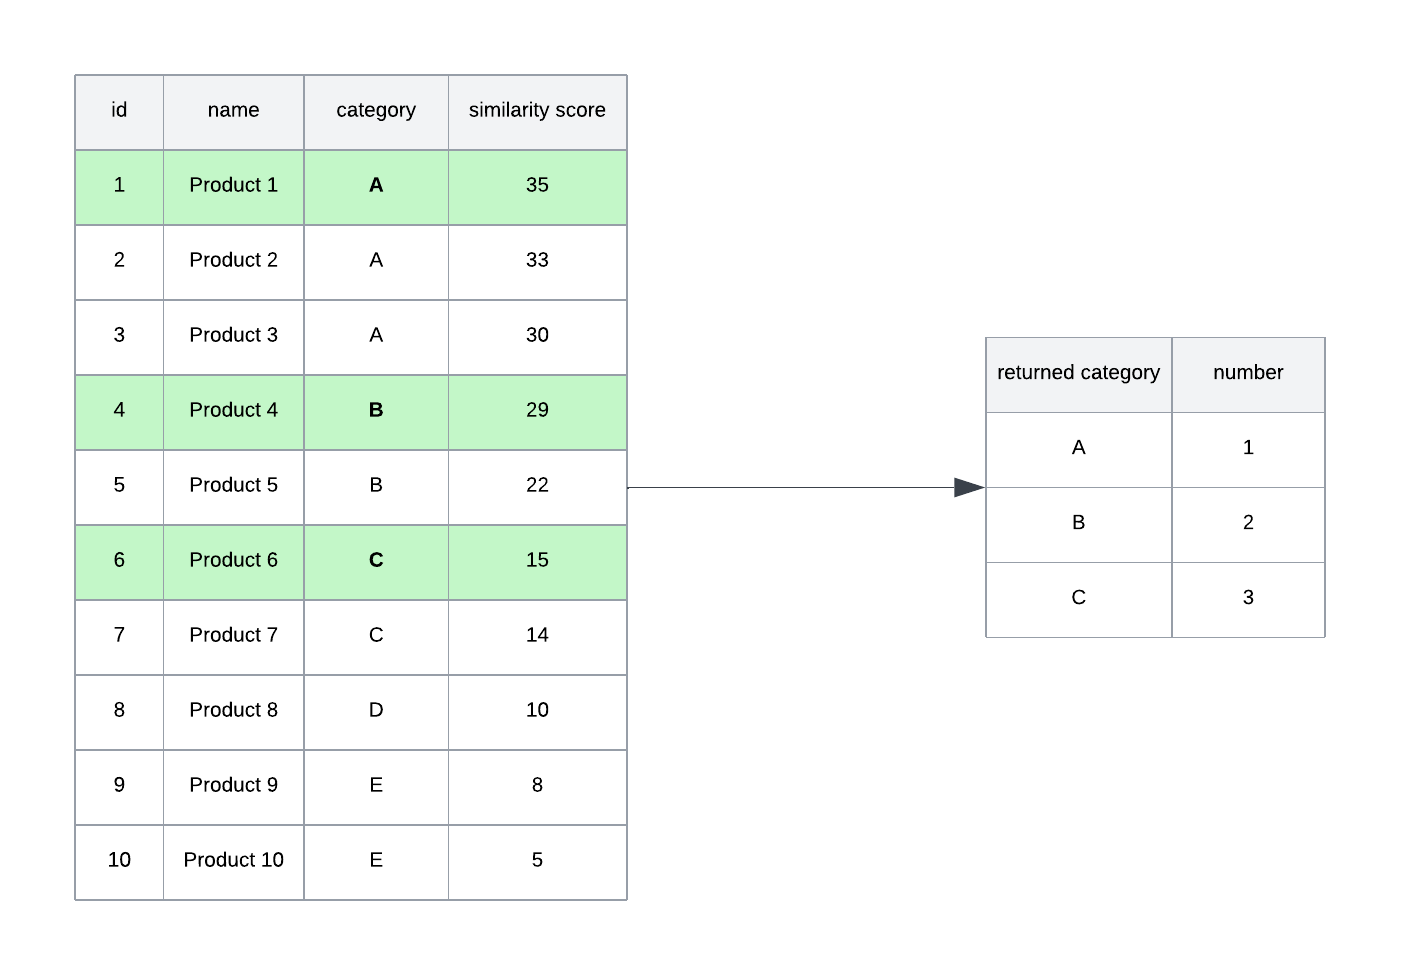 id name category similarity score
1 Product 1 A 35
2 Product 2 A 33
3 Product 3 A 30
4 Product 4 B 29
5 Product 5 B 22
6 Product 6 C 15
7 Product 7 C 14
8 Product 8 D 10
9 Product 9 E 8
10 Product 10 E 5
returned category number
A 1
B 2
C 3